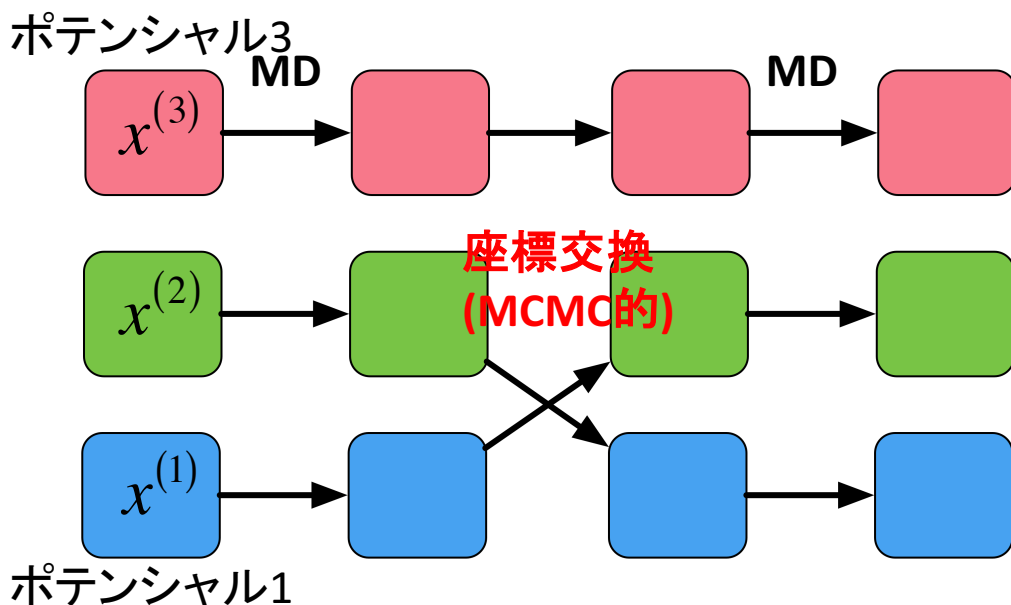 ポテンシャル3
MD
MD
x^(3)
座標交換
(MCMC的)
x^(2)
x^(1)
ポテンシャル1